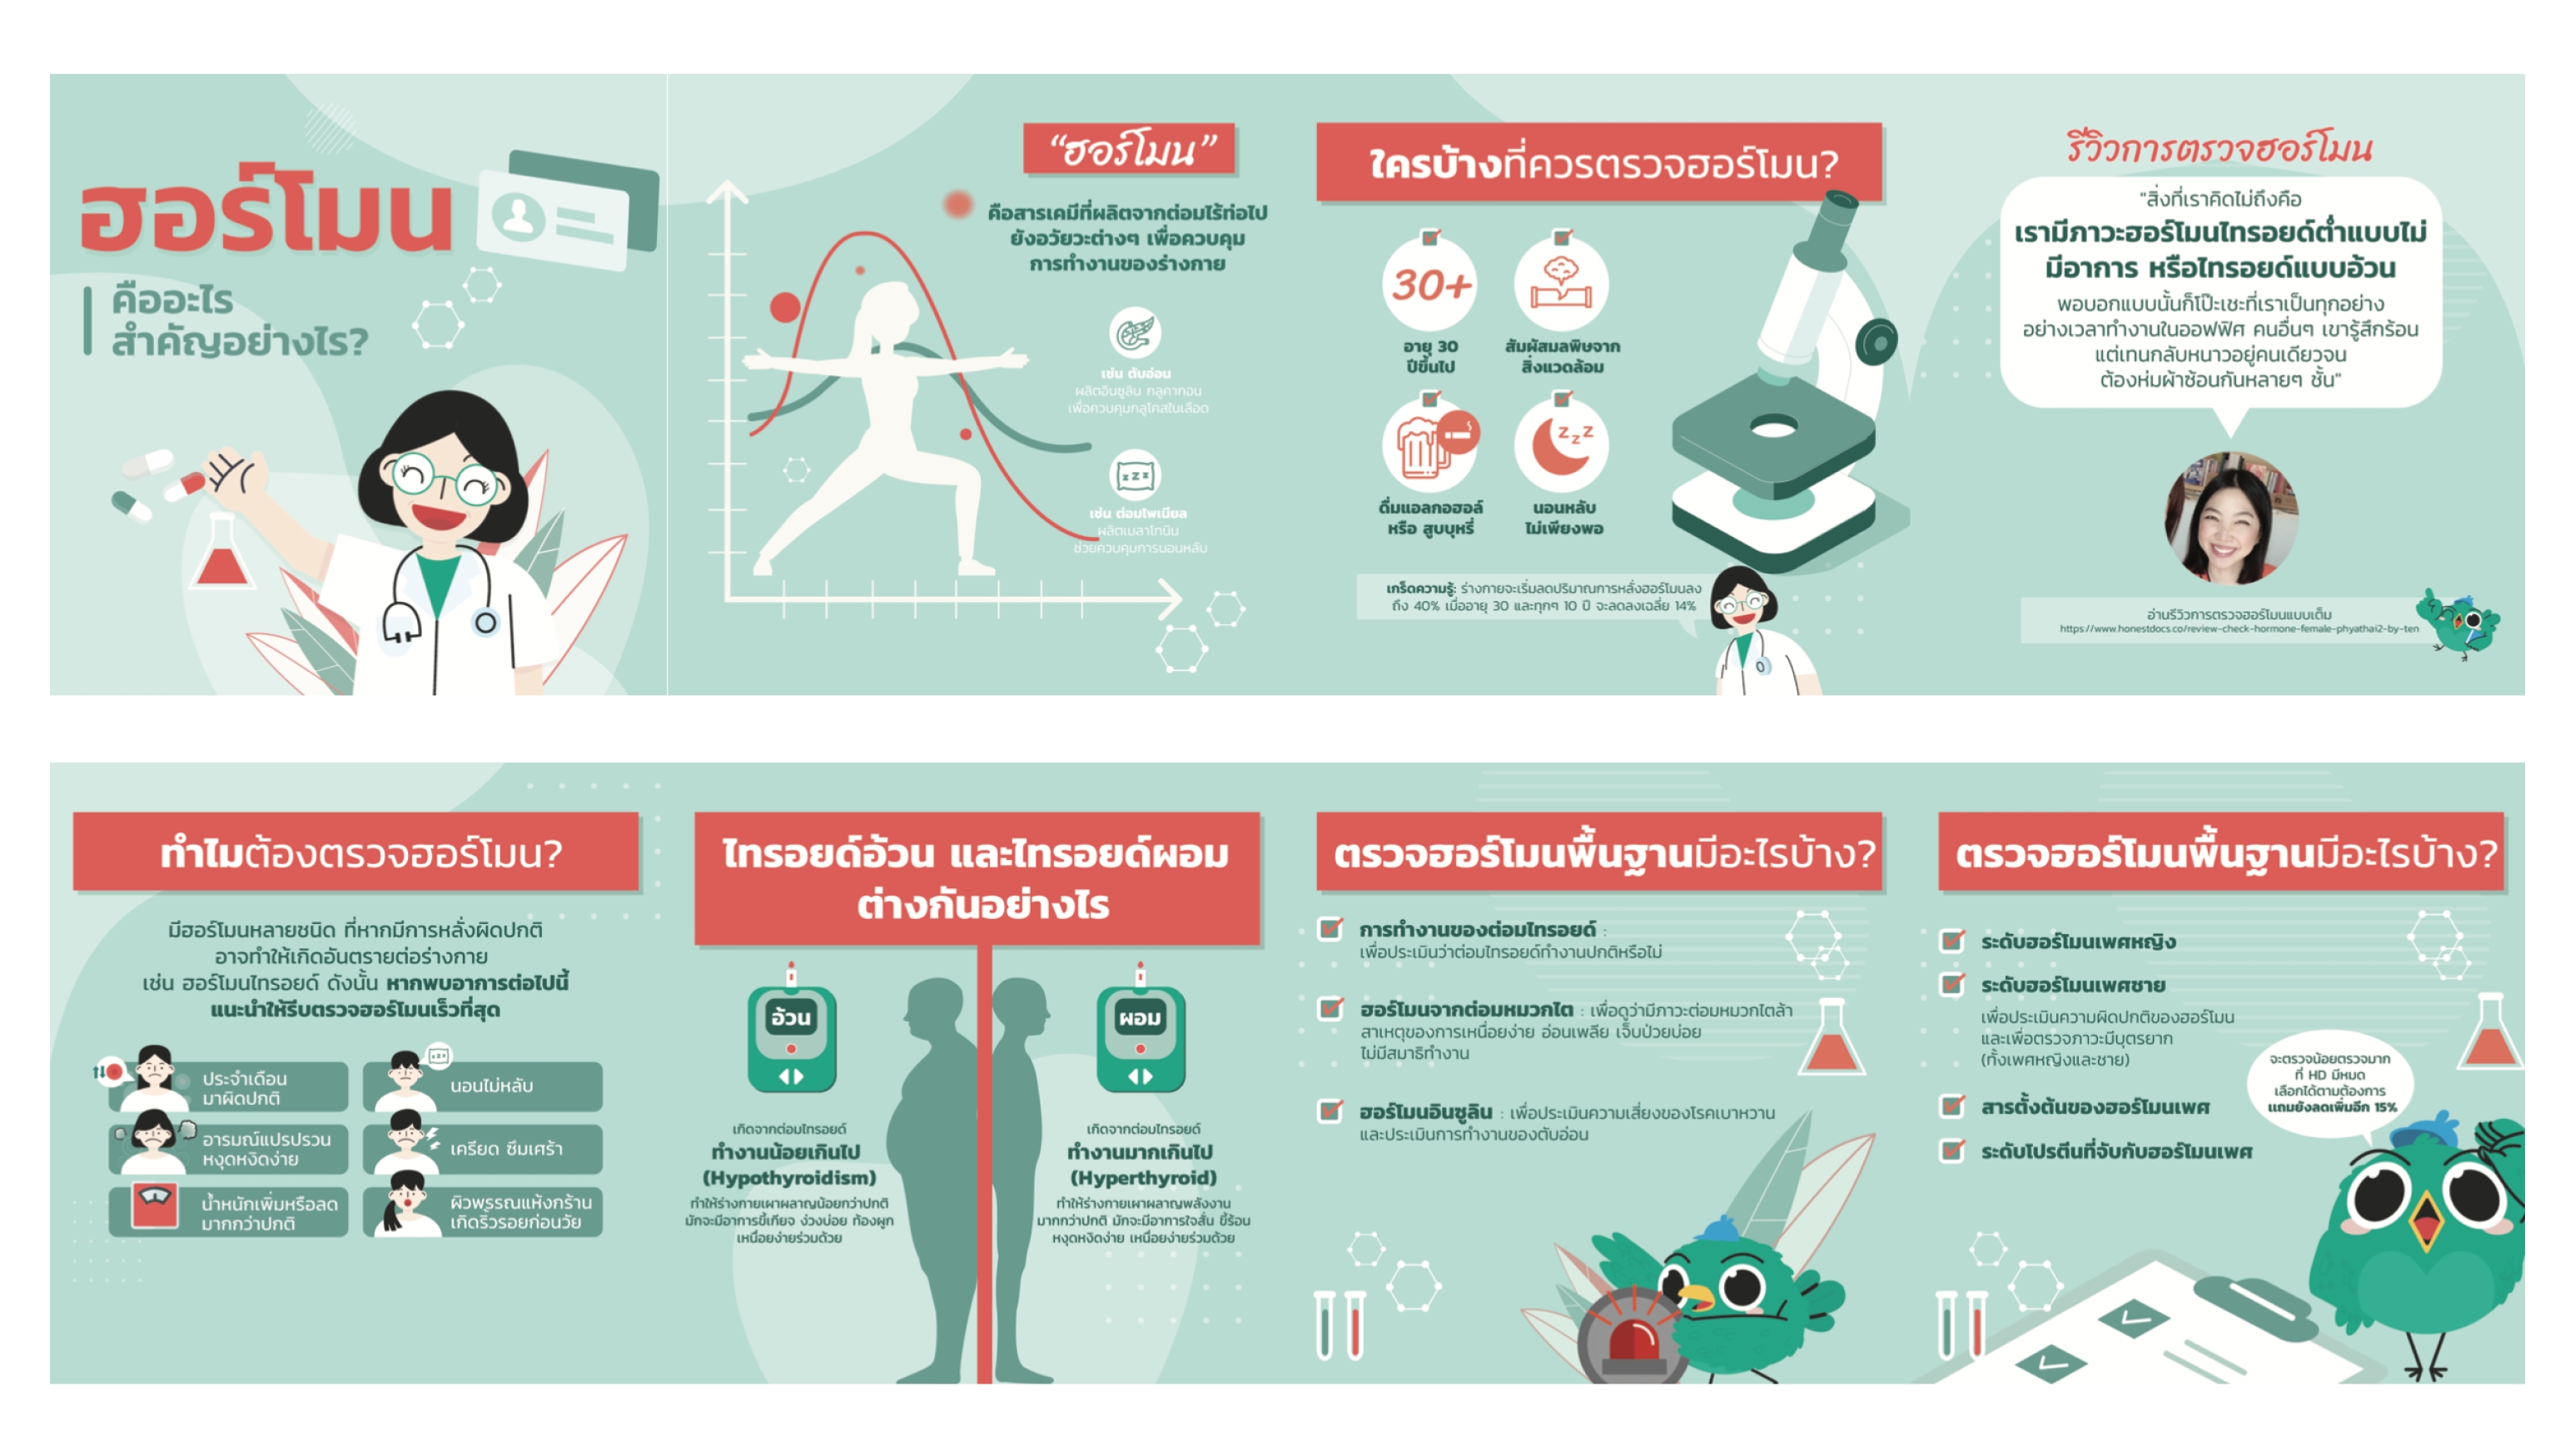 ฮอร์โมน
คืออะไร
สำคัญอย่างไร?
"ฮอร์โมน"
คือสารเคมีที่ผลิตจากต่อมไร้ท่อไป
ยังอวัยวะต่างๆ เพื่อควบคุม
การทำงานของร่างกาย
เช่น ตับอ่อน
ผลิตอินซูลิน กลูคากอน
เพื่อควบคุมกลูโคสในเลือด
zzz
เช่น ต่อมไพเนียล
ผลิตเมลาโทนิน
ช่วยควบคุมการนอนหลับ
ใครบ้างที่ควรตรวจฮอร์โมน?
30+
อายุ 30
ปีขึ้นไป
สัมผัสมลพิษจาก
สิ่งแวดล้อม
ดื่มแอลกอฮอล์
หรือ สูบบุหรี่
zzz
นอนหลับ
ไม่เพียงพอ
เกร็ดความรู้: ร่างกายจะเริ่มลดปริมาณการหลั่งฮอร์โมนลง
ถึง 40% เมื่ออายุ 30 และทุกๆ 10 ปี จะลดลงเฉลี่ย 14%
รีวิวการตรวจฮอร์โมน
"สิ่งที่เราคิดไม่ถึงคือ
เรามีภาวะฮอร์โมนไทรอยด์ต่ำแบบไม่
มีอาการ หรือไทรอยด์แบบอ้วน
พอบอกแบบนั้นก็โป๊ะเชะที่เราเป็นทุกอย่าง
อย่างเวลาทำงานในออฟฟิศ คนอื่นๆ เขารู้สึกร้อน
แต่เทนกลับหนาวอยู่คนเดียวจน
ต้องห่มผ้าซ้อนกันหลายๆ ชั้น"
อ่านรีวิวการตรวจฮอร์โมนแบบเต็ม
https://www.honestdocs.co/review-check-hormone-female-phyathai2-by-ten
ทำไมต้องตรวจฮอร์โมน?
มีฮอร์โมนหลายชนิด ที่หากมีการหลั่งผิดปกติ
อาจทำให้เกิดอันตรายต่อร่างกาย
เช่น ฮอร์โมนไทรอยด์ ดังนั้น หากพบอาการต่อไปนี้
แนะนำให้รีบตรวจฮอร์โมนเร็วที่สุด
ประจำเดือน
มาผิดปกติ
zzz
นอนไม่หลับ
อารมณ์แปรปรวน
หงุดหงิดง่าย
เครียด ซึมเศร้า
น้ำหนักเพิ่มหรือลด
มากกว่าปกติ
ผิวพรรณแห้งกร้าน
เกิดริ้วรอยก่อนวัย
ไทรอยด์อ้วน และไทรอยด์ผอม
ต่างกันอย่างไร
อ้วน
เกิดจากต่อมไทรอยด์
ทำงานน้อยเกินไป
(Hypothyroidism)
ทำให้ร่างกายเผาผลาญน้อยกว่าปกติ
มักจะมีอาการขี้เกียจ ง่วงบ่อย ท้องผูก
เหนื่อยง่ายร่วมด้วย
ผอม
เกิดจากต่อมไทรอยด์
ทำงานมากเกินไป
(Hyperthyroid)
ทำให้ร่างกายเผาผลาญพลังงาน
มากกว่าปกติ มักจะมีอาการใจสั่น ขี้ร้อน
หงุดหงิดง่าย เหนื่อยง่ายร่วมด้วย
ตรวจฮอร์โมนพื้นฐานมีอะไรบ้าง?
การทำงานของต่อมไทรอยด์ :
เพื่อประเมินว่าต่อมไทรอยด์ทำงานปกติหรือไม่
ฮอร์โมนจากต่อมหมวกไต : เพื่อดูว่ามีภาวะต่อมหมวกไตล้า
สาเหตุของการเหนื่อยง่าย อ่อนเพลีย เจ็บป่วยบ่อย
ไม่มีสมาธิทำงาน
ฮอร์โมนอินซูลิน : เพื่อประเมินความเสี่ยงของโรคเบาหวาน
และประเมินการทำงานของตับอ่อน
ตรวจฮอร์โมนพื้นฐานมีอะไรบ้าง?
ระดับฮอร์โมนเพศหญิง
ระดับฮอร์โมนเพศชาย
เพื่อประเมินความผิดปกติของฮอร์โมน
และเพื่อตรวจภาวะมีบุตรยาก
(ทั้งเพศหญิงและชาย)
สารตั้งต้นของฮอร์โมนเพศ
ระดับโปรตีนที่จับกับฮอร์โมนเพศ
จะตรวจน้อยตรวจมาก
ที่ HD มีหมด
เลือกได้ตามต้องการ
แถมยังลดเพิ่มอีก 15%